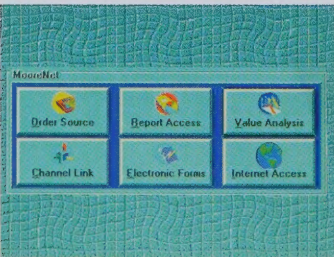 MooreNet
Order Source
Report Access
Value Analysis
Channel Link
Electronic Forms
Internet Access